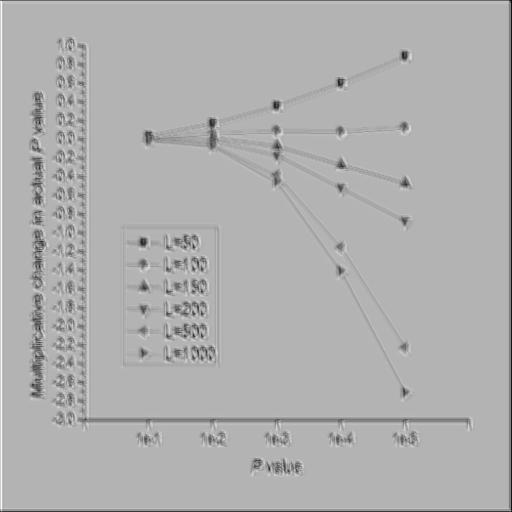 Multiplicative change in actual P value
1.0
0.8
0.6
0.4
0.2
0.0
-0.2
-0.4
-0.6
-0.8
-1.0
-1.2
-1.4
-1.6
-1.8
-2.0
-2.2
-2.4
-2.6
-2.8
-3.0
L=50
L=100
L=150
L=200
L=500
L=1000
1e-1
1e-2
1e-3
1e-4
1e-5
P value